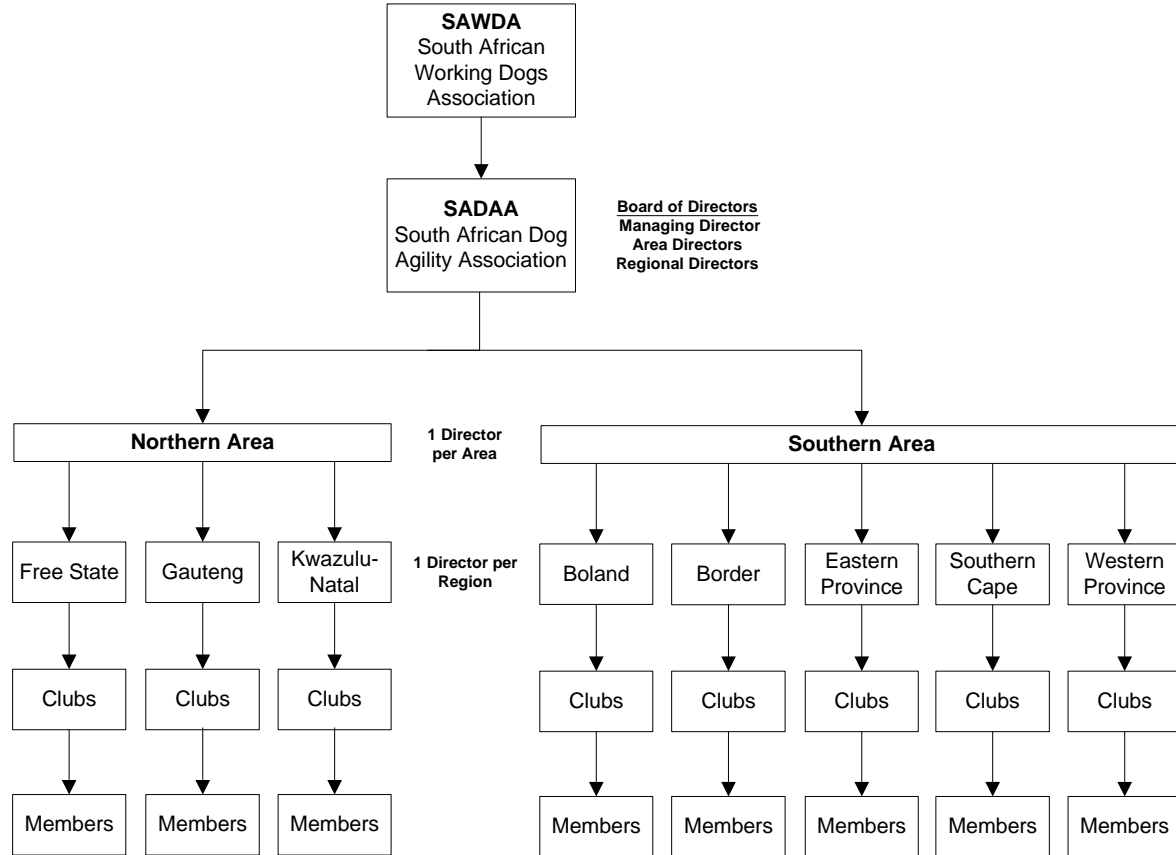 SAWDA
South African
Working Dogs
Association
SADAA
South African Dog
Agility Association
Board of Directors
Managing Director
Area Directors
Regional Directors
Northern Area
1 Director
per Area
Southern Area
Free State
Gauteng
Kwazulu-
Natal
1 Director per
Region
Boland
Border
Eastern
Province
Southern
Cape
Western
Province
Clubs
Clubs
Clubs
Clubs
Clubs
Clubs
Clubs
Clubs
Members
Members
Members
Members
Members
Members
Members
Members